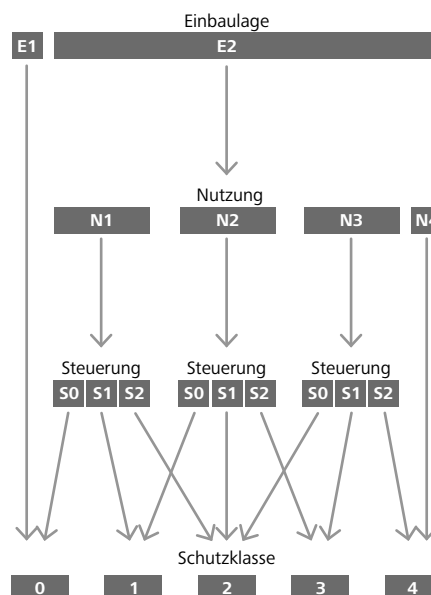 Einbaulage
E1 E2
Nutzung
N1 N2 N3 N4
Steuerung Steuerung Steuerung
S0 S1 S2 S0 S1 S2 S0 S1 S2
Schutzklasse
0 1 2 3 4